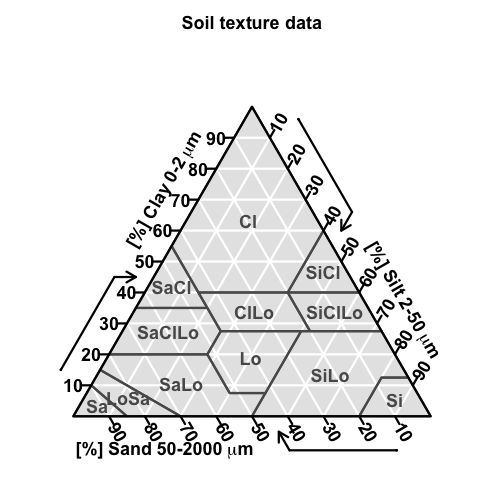 Soil texture data
[%] Clay 0-2 μm
10
20
30
40
50
60
70
80
90
[%] Silt 2-50 μm
10
20
30
40
50
60
70
80
90
Cl
SiCl
SaCl
ClLo
SiClLo
SaClLo
Lo
SiLo
SaLo
LoSa
Sa
Si
90
80
70
60
50
40
30
20
10
[%] Sand 50-2000 μm